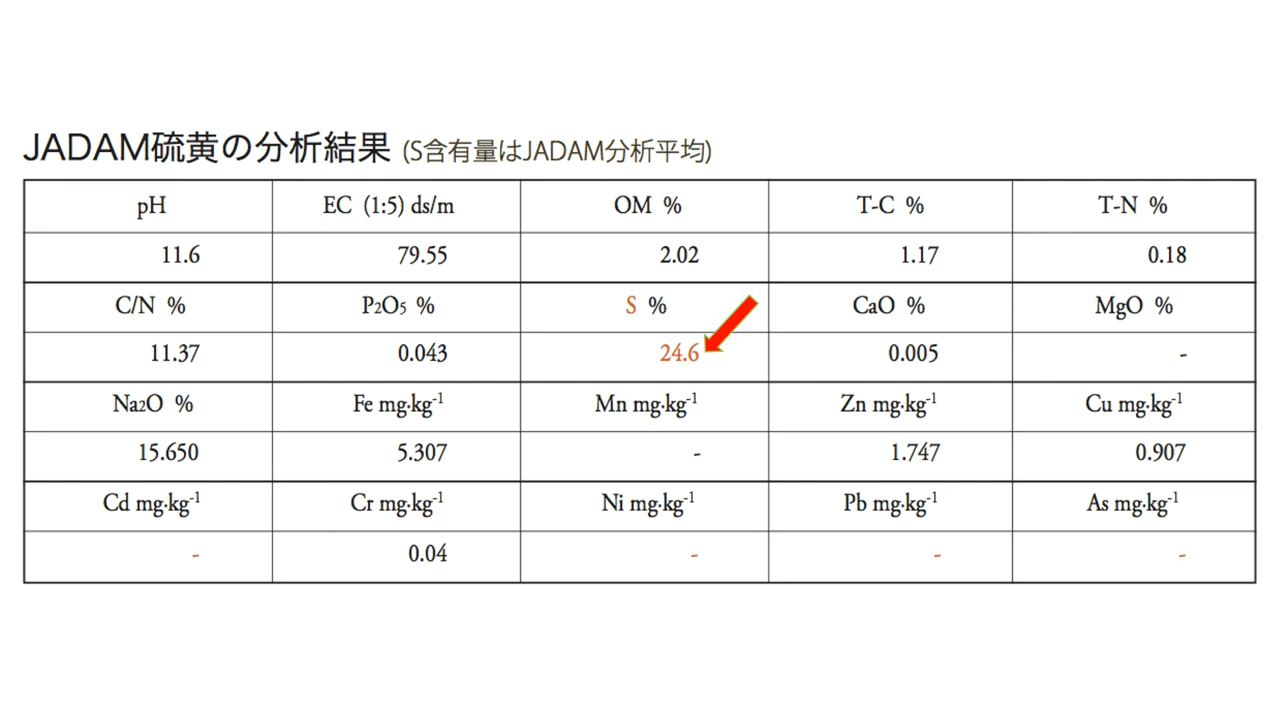 JADAM硫黄の分析結果 (S含有量はJADAM分析平均)
pH EC (1:5) ds/m OM % T-C % T-N %
11.6 79.55 2.02 1.17 0.18
C/N % P2O5 % S % CaO % MgO %
11.37 0.043 24.6 0.005 -
Na2O % Fe mg·kg-1 Mn mg·kg-1 Zn mg·kg-1 Cu mg·kg-1
15.650 5.307 - 1.747 0.907
Cd mg·kg-1 Cr mg·kg-1 Ni mg·kg-1 Pb mg·kg-1 As mg·kg-1
- 0.04 - - -